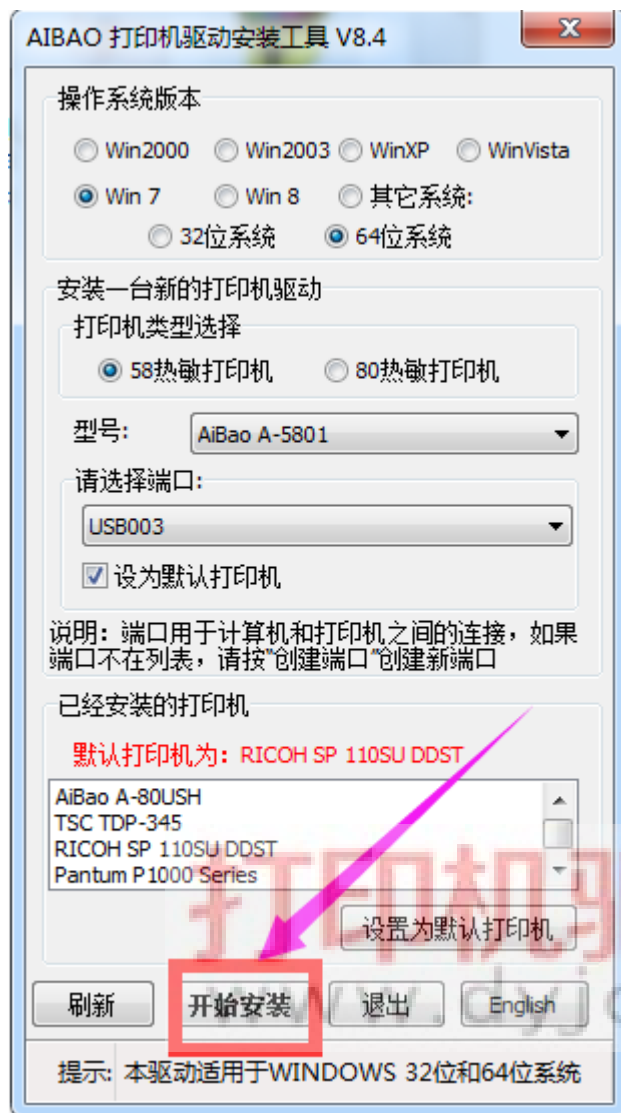 AIBAO 打印机驱动安装工具 V8.4
操作系统版本
Win2000 Win2003 WinXP WinVista
Win 7 Win 8 其它系统:
32位系统 64位系统
安装一台新的打印机驱动
打印机类型选择
58热敏打印机 80热敏打印机
型号: AiBao A-5801
请选择端口:
USB003
设为默认打印机
说明: 端口用于计算机和打印机之间的连接，如果
端口不在列表，请按"创建端口"创建新端口
已经安装的打印机
默认打印机为: RICOH SP 110SU DDST
AiBao A-80USH
TSC TDP-345
RICOH SP 110SU DDST
Pantum P1000 Series
打印机驱
设置为默认打印机
刷新 开始安装 退出 English
www.dyj
提示: 本驱动适用于WINDOWS 32位和64位系统